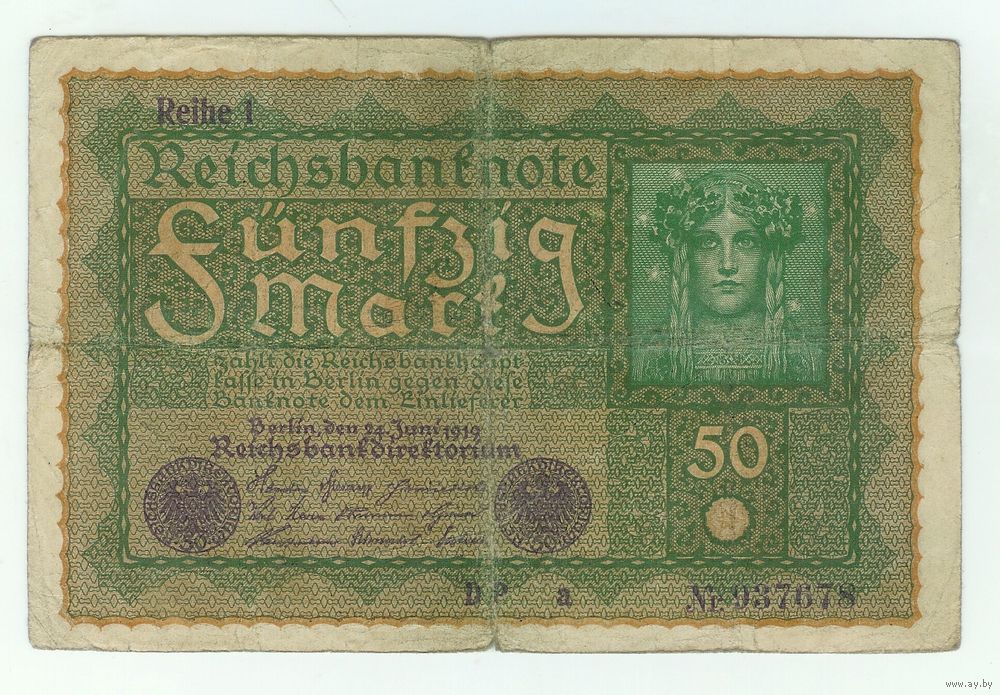 Reihe 1
Reichsbanknote
Fünfzig
Mark
zahlt die Reichsbankhaupt
kasse in Berlin gegen diese
Banknote dem Einlieferer
Berlin, den 24. Juni 1919
Reichsbankdirektorium
50
a
№ 937678
www.ay.by